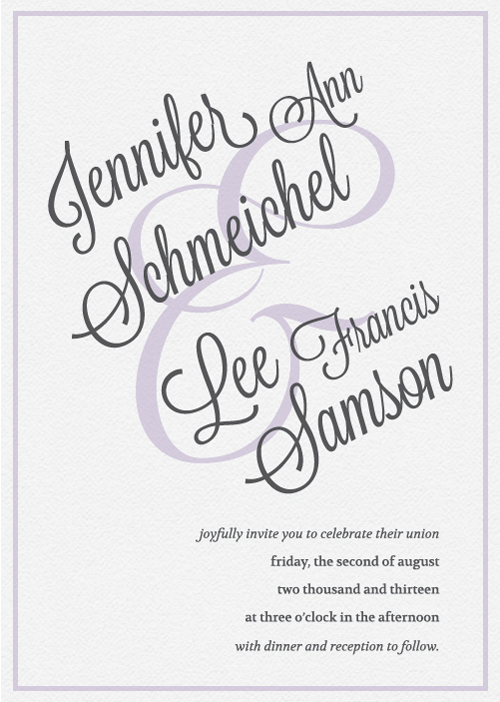 Jennifer Ann
Schmeichel
&
Lee Francis
Samson
joyfully invite you to celebrate their union
friday, the second of august
two thousand and thirteen
at three o'clock in the afternoon
with dinner and reception to follow.